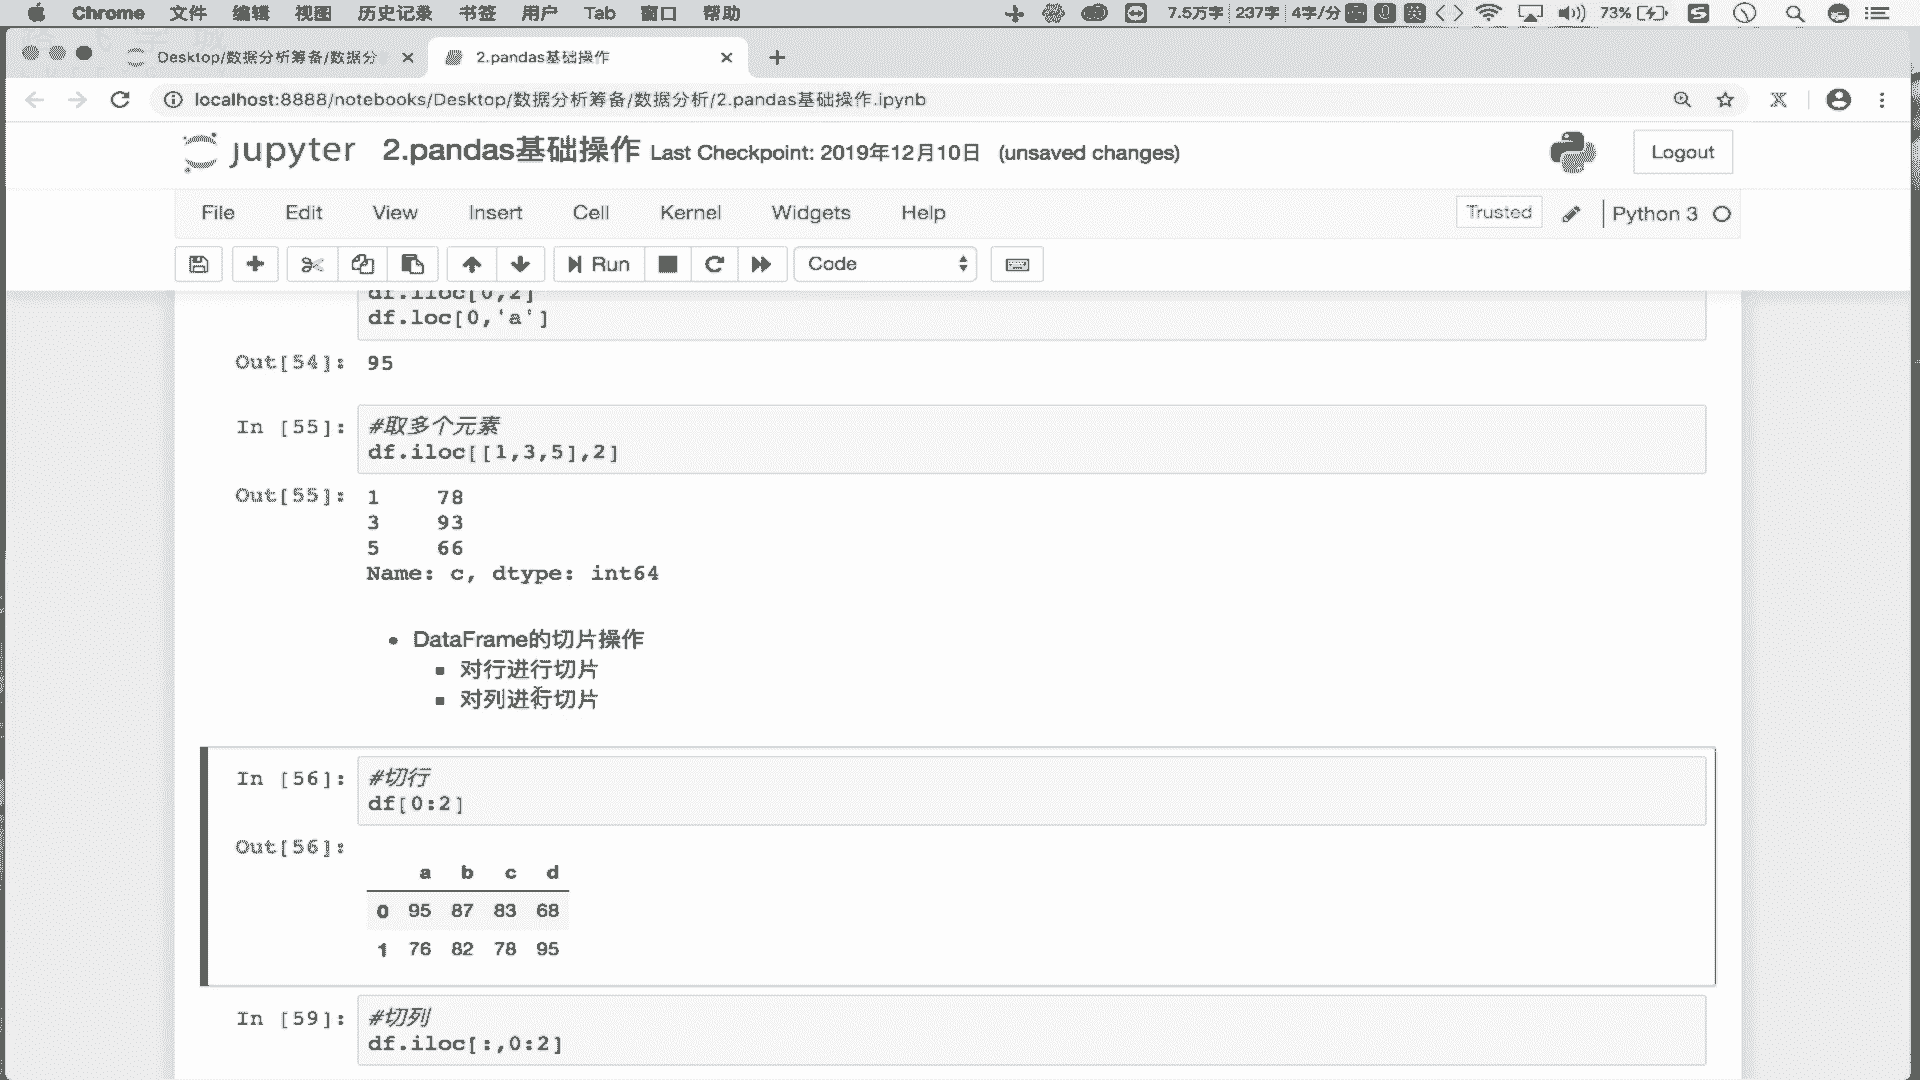 Chrome 文件 编辑 视图 历史记录 书签 用户 Tab 窗口 帮助 7.5万字 237字 4字/分 英 73%
Desktop/数据分析筹备/数据分 2.pandas基础操作
localhost:8888/notebooks/Desktop/数据分析筹备/数据分析/2.pandas基础操作.ipynb
jupyter 2.pandas基础操作 Last Checkpoint: 2019年12月10日 (unsaved changes) Logout
File Edit View Insert Cell Kernel Widgets Help Trusted Python 3
Run Code
df.iloc[0,2]
df.loc[0,'a']
Out[54]: 95
In [55]: #取多个元素
df.iloc[[1,3,5],2]
Out[55]: 1 78
3 93
5 66
Name: c, dtype: int64
• DataFrame的切片操作
▪ 对行进行切片
▪ 对列进行切片
In [56]: #切行
df[0:2]
Out[56]:
a b c d
0 95 87 83 68
1 76 82 78 95
In [59]: #切列
df.iloc[:,0:2]